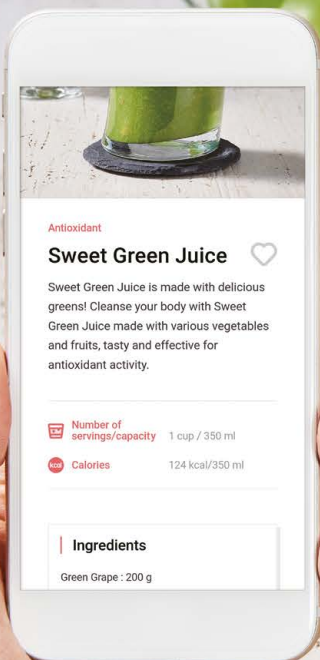 Antioxidant
Sweet Green Juice
Sweet Green Juice is made with delicious
greens! Cleanse your body with Sweet
Green Juice made with various vegetables
and fruits, tasty and effective for
antioxidant activity.
Number of
servings/capacity 1 cup / 350 ml
kcal Calories 124 kcal/350 ml
Ingredients
Green Grape : 200 g